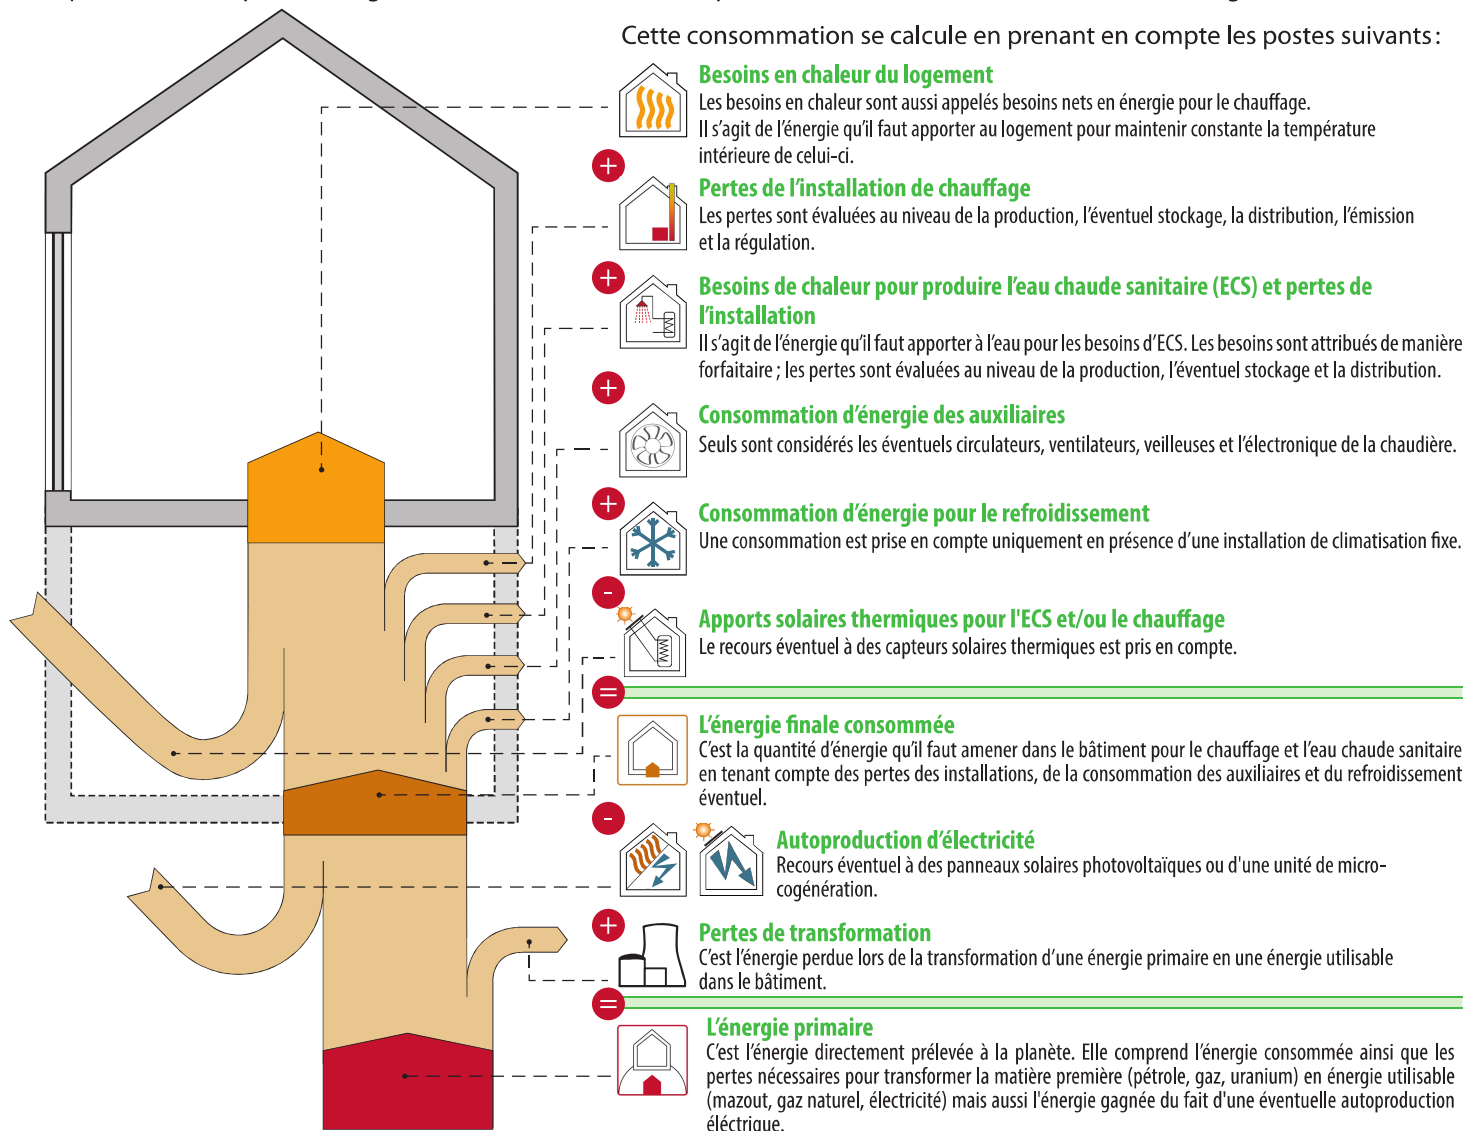 Cette consommation se calcule en prenant en compte les postes suivants :
Besoins en chaleur du logement
Les besoins en chaleur sont aussi appelés besoins nets en énergie pour le chauffage.
Il s'agit de l'énergie qu'il faut apporter au logement pour maintenir constante la température
intérieure de celui-ci.
+
Pertes de l'installation de chauffage
Les pertes sont évaluées au niveau de la production, l'éventuel stockage, la distribution, l'émission
et la régulation.
+
Besoins de chaleur pour produire l'eau chaude sanitaire (ECS) et pertes de
l'installation
Il s'agit de l'énergie qu'il faut apporter à l'eau pour les besoins d'ECS. Les besoins sont attribués de manière
forfaitaire ; les pertes sont évaluées au niveau de la production, l'éventuel stockage et la distribution.
+
Consommation d'énergie des auxiliaires
Seuls sont considérés les éventuels circulateurs, ventilateurs, veilleuses et l'électronique de la chaudière.
+
Consommation d'énergie pour le refroidissement
Une consommation est prise en compte uniquement en présence d'une installation de climatisation fixe.
-
Apports solaires thermiques pour l'ECS et/ou le chauffage
Le recours éventuel à des capteurs solaires thermiques est pris en compte.
=
L'énergie finale consommée
C'est la quantité d'énergie qu'il faut amener dans le bâtiment pour le chauffage et l'eau chaude sanitaire
en tenant compte des pertes des installations, de la consommation des auxiliaires et du refroidissement
éventuel.
-
Autoproduction d'électricité
Recours éventuel à des panneaux solaires photovoltaïques ou d'une unité de micro-
cogénération.
+
Pertes de transformation
C'est l'énergie perdue lors de la transformation d'une énergie primaire en une énergie utilisable
dans le bâtiment.
=
L'énergie primaire
C'est l'énergie directement prélevée à la planète. Elle comprend l'énergie consommée ainsi que les
pertes nécessaires pour transformer la matière première (pétrole, gaz, uranium) en énergie utilisable
(mazout, gaz naturel, électricité) mais aussi l'énergie gagnée du fait d'une éventuelle autoproduction
éléctrique.